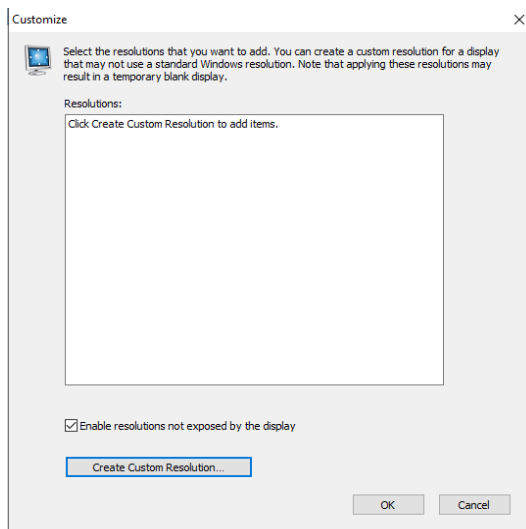 Customize
Select the resolutions that you want to add. You can create a custom resolution for a display
that may not use a standard Windows resolution. Note that applying these resolutions may
result in a temporary blank display.
Resolutions:
Click Create Custom Resolution to add items.
Enable resolutions not exposed by the display
Create Custom Resolution...
OK
Cancel